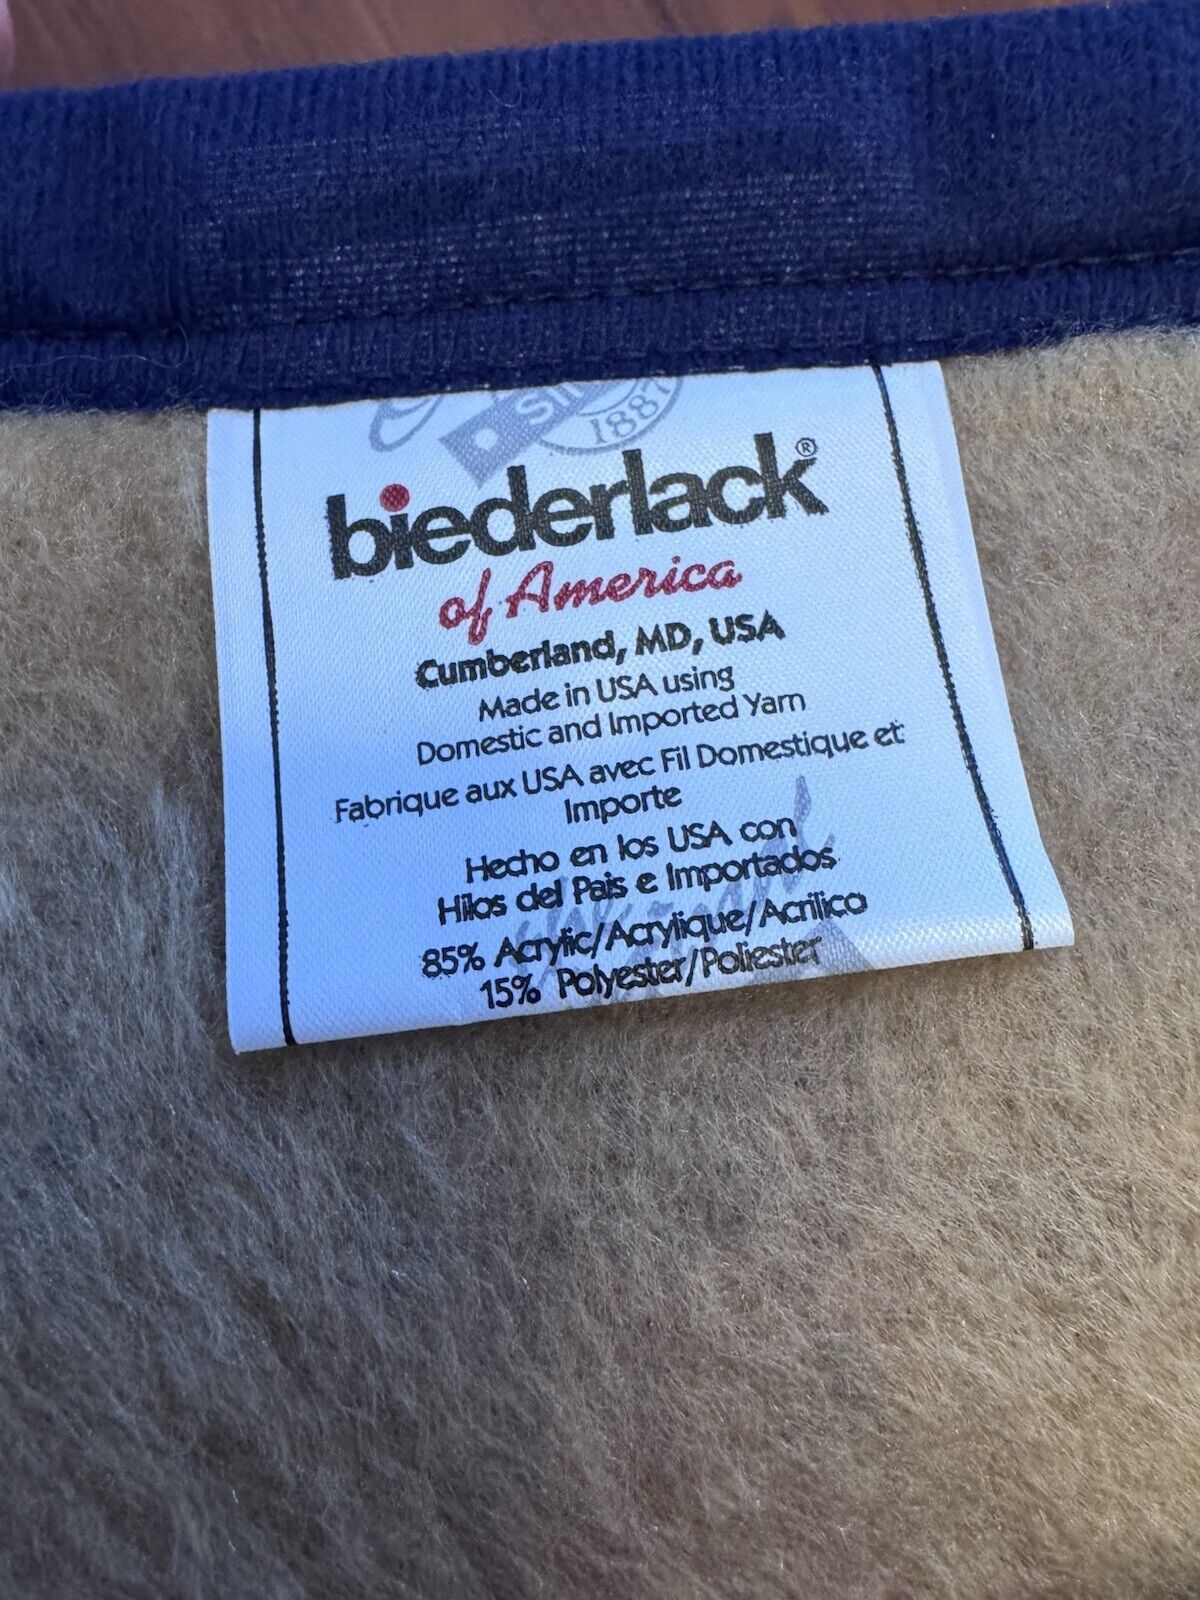 1887
biederlack®
of America
Cumberland, MD, USA
Made in USA using
Domestic and Imported Yarn
Fabrique aux USA avec Fil Domestique et
Importe
Hecho en los USA con
Hilos del Pais e Importados
85% Acrylic/Acrylique/Acrilico
15% Polyester/Poliester